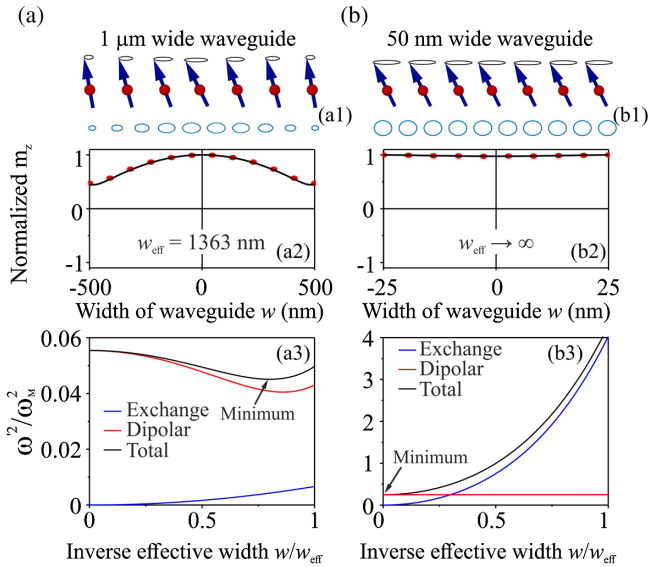 (a)
1 μm wide waveguide
(a1)
Normalized m_z
1
0
-1
w_eff = 1363 nm
(a2)
-500
0
500
Width of waveguide w (nm)
(b)
50 nm wide waveguide
(b1)
1
0
-1
w_eff → ∞
(b2)
-25
0
25
Width of waveguide w (nm)
ω'²/ω_M²
0.06
0.04
0.02
0
(a3)
Minimum
Exchange
Dipolar
Total
0
0.5
1
Inverse effective width w/w_eff
4
3
2
1
0
Exchange
Dipolar
Total
(b3)
Minimum
0
0.5
1
Inverse effective width w/w_eff